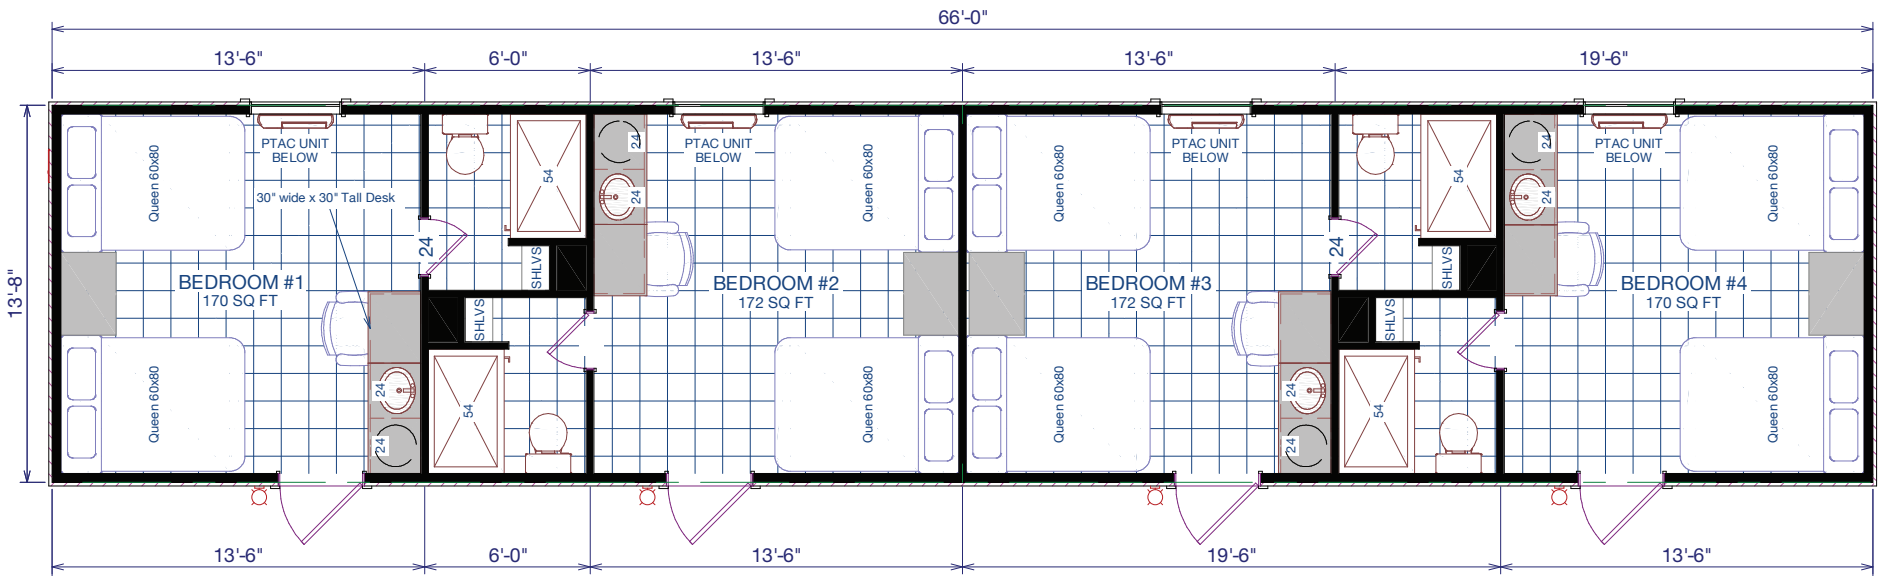 66'-0"
13'-6"
6'-0"
13'-6"
13'-6"
19'-6"
13'-8"
Queen 60x80
PTAC UNIT
BELOW
30" wide x 30" Tall Desk
BEDROOM #1
170 SQ FT
Queen 60x80
24
24
24
54
SHLVS
SHLVS
54
24
24
PTAC UNIT
BELOW
Queen 60x80
BEDROOM #2
172 SQ FT
Queen 60x80
Queen 60x80
PTAC UNIT
BELOW
BEDROOM #3
172 SQ FT
Queen 60x80
24
24
24
54
SHLVS
SHLVS
54
24
24
PTAC UNIT
BELOW
Queen 60x80
BEDROOM #4
170 SQ FT
Queen 60x80
13'-6"
6'-0"
13'-6"
19'-6"
13'-6"